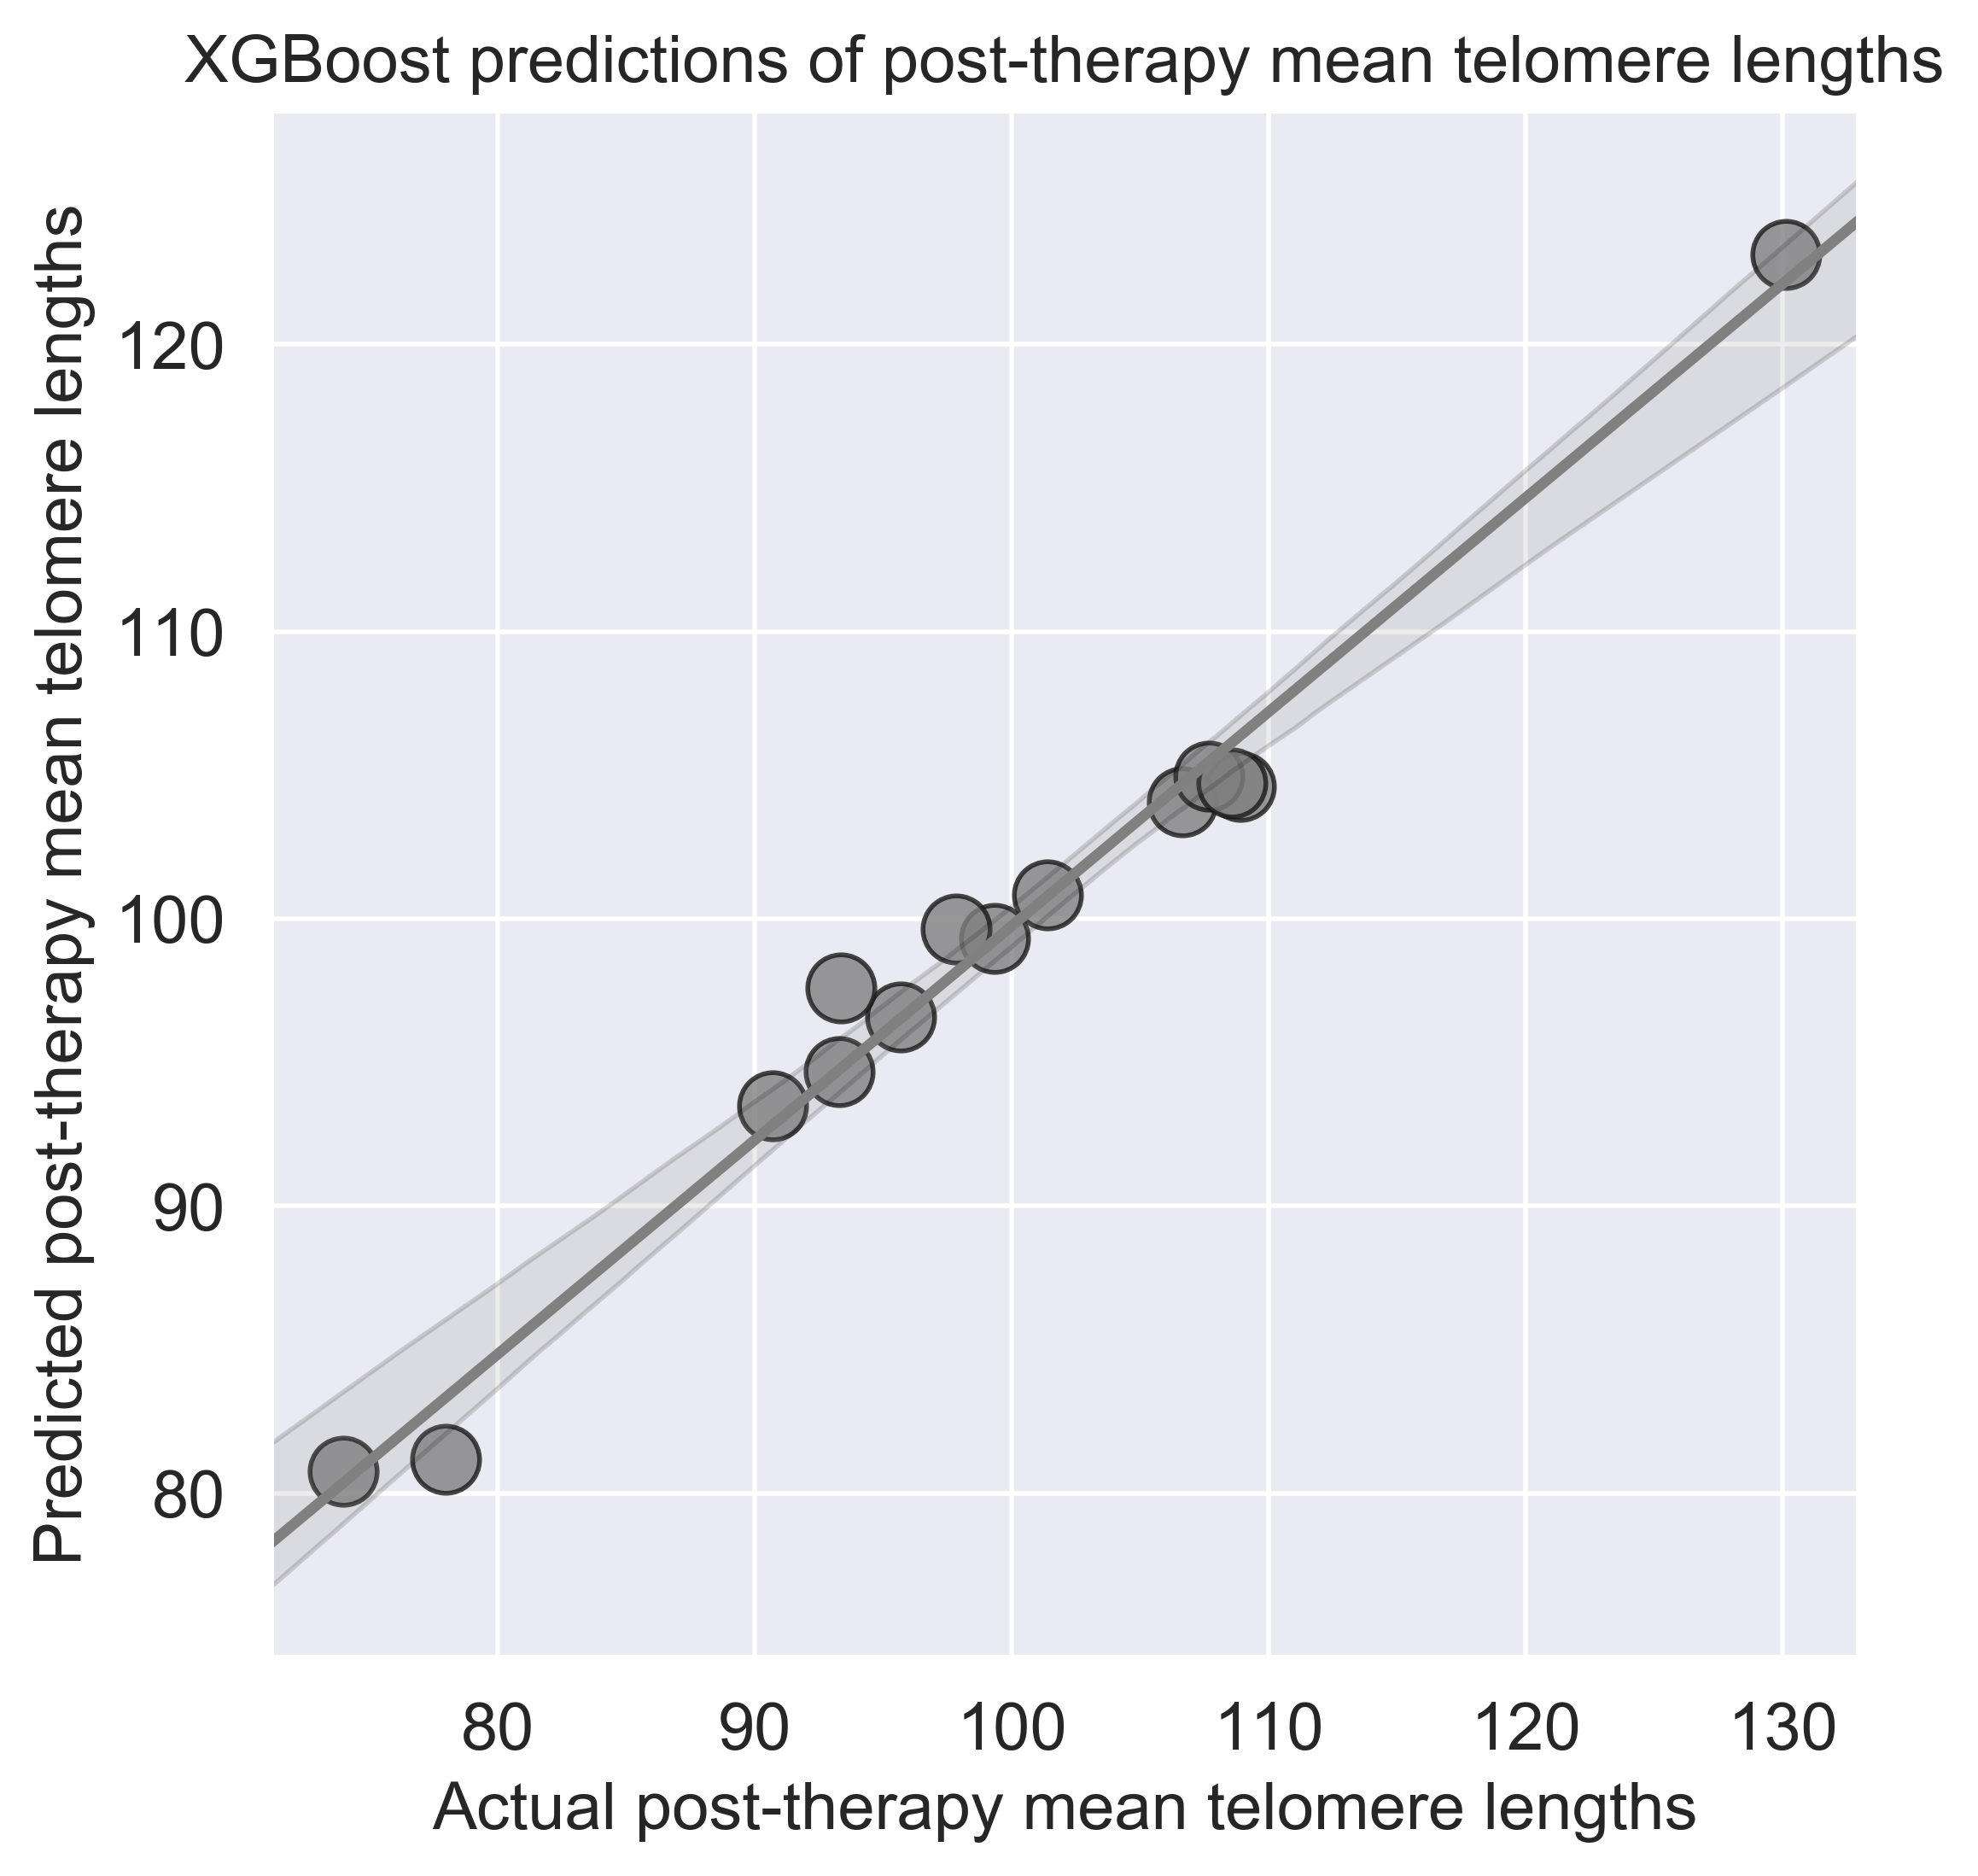 XGBoost predictions of post-therapy mean telomere lengths
Predicted post-therapy mean telomere lengths
120
110
100
90
80
80 90 100 110 120 130
Actual post-therapy mean telomere lengths